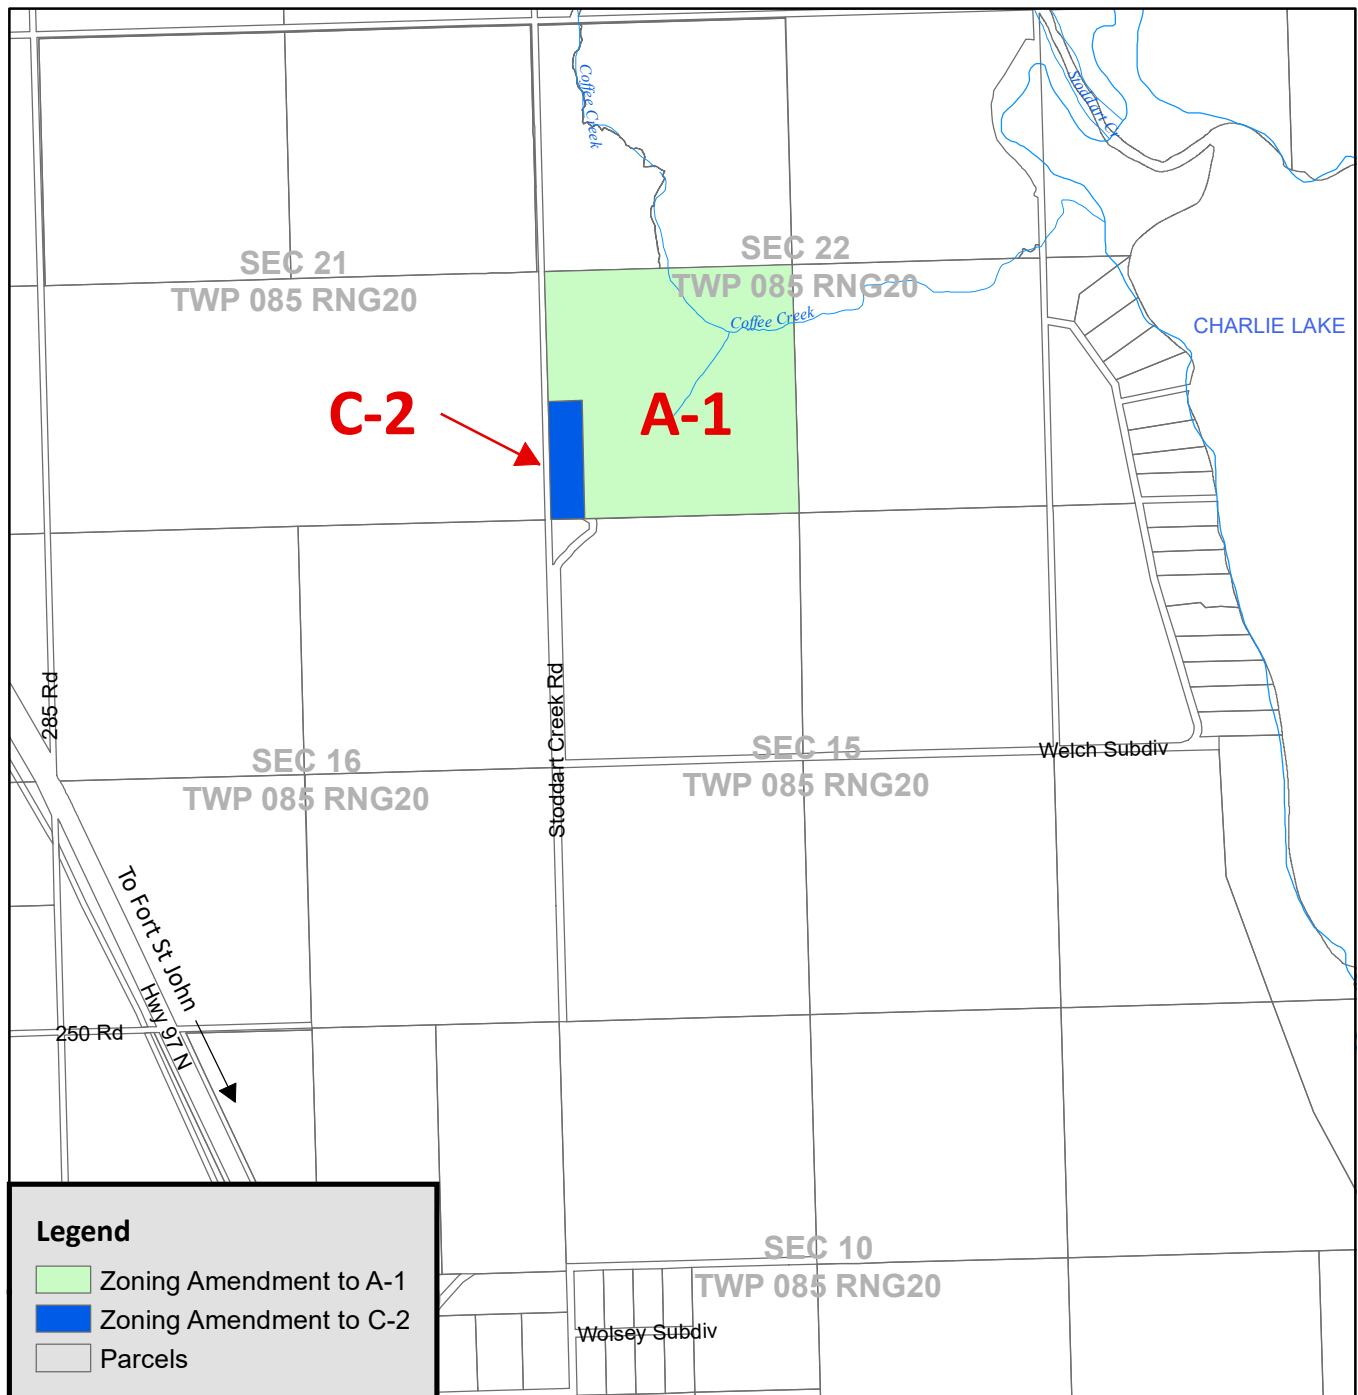 Coffee Creek
Stoddart Cr
SEC 21
TWP 085 RNG20
SEC 22
TWP 085 RNG20
Coffee Creek
CHARLIE LAKE
C-2
A-1
285 Rd
Stoddart Creek Rd
SEC 16
TWP 085 RNG20
SEC 15
TWP 085 RNG20
Welch Subdiv
To Fort St John
Hwy 97 N
250 Rd
SEC 10
TWP 085 RNG20
Wolsey Subdiv
Legend
Zoning Amendment to A-1
Zoning Amendment to C-2
Parcels